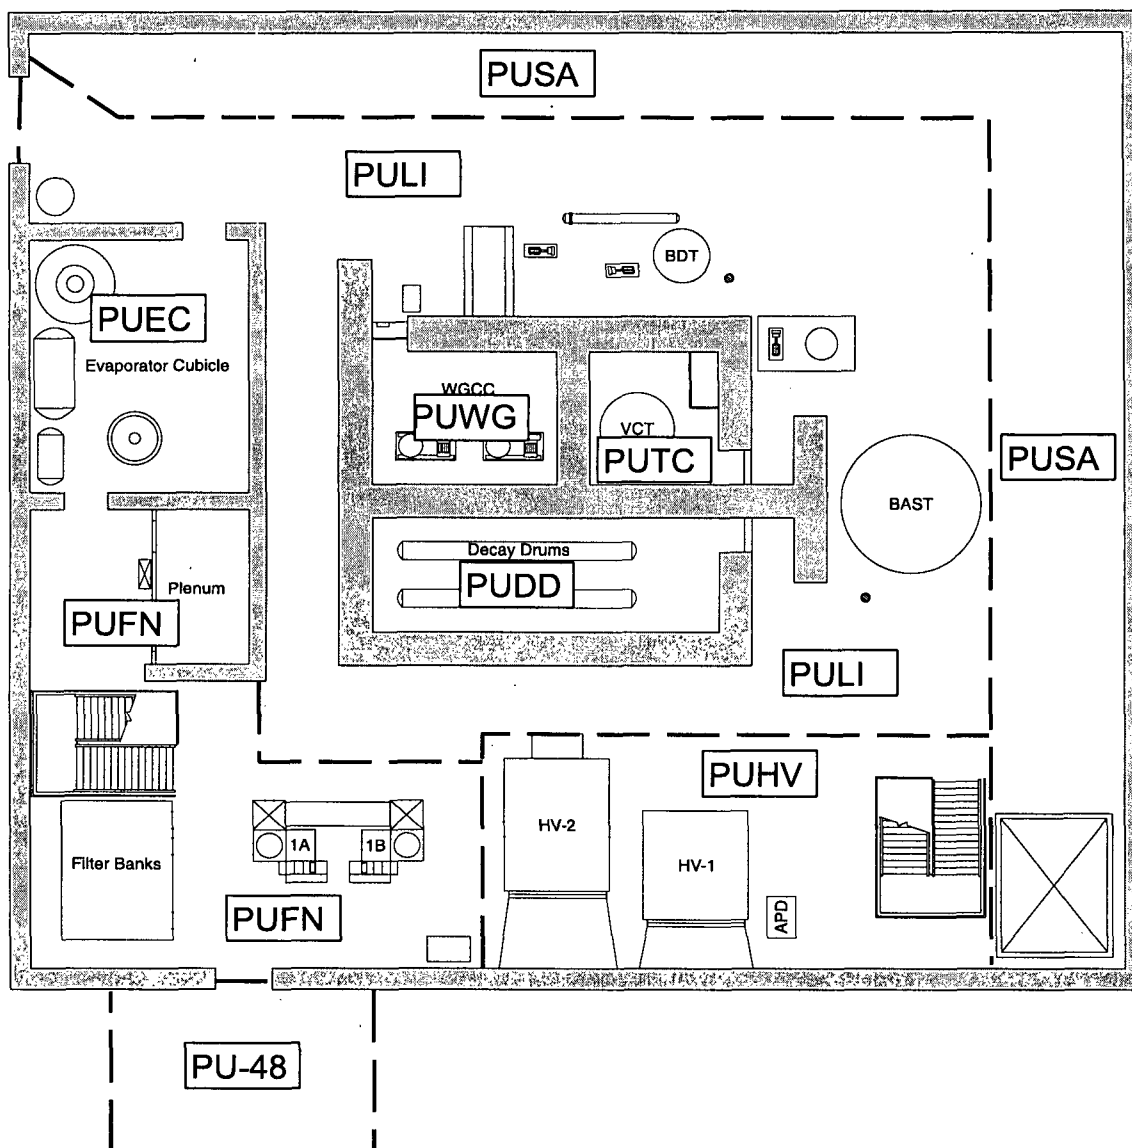 PUSA
PULI
BDT
PUEC
Evaporator Cubicle
WGCC
PUWG
VCT
PUTC
PUSA
BAST
Decay Drums
PUDD
Plenum
PUFN
PULI
PUHV
HV-2
1A
1B
Filter Banks
HV-1
APD
PUFN
PU-48